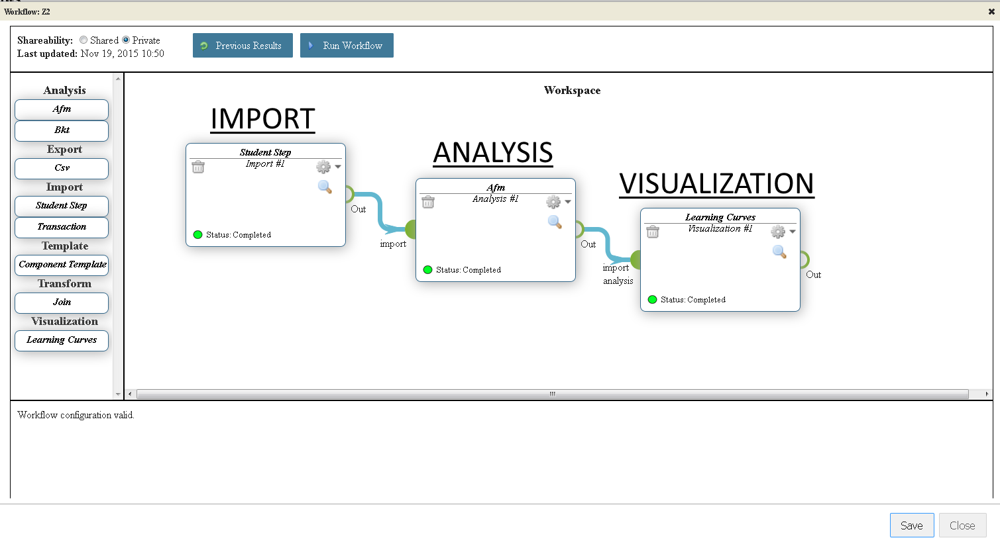 Workflow: Z2
Shareability: Shared Private
Last updated: Nov 19, 2015 10:50
Previous Results
Run Workflow
Analysis
Afm
Bkt
Export
Csv
Import
Student Step
Transaction
Template
Component Template
Transform
Join
Visualization
Learning Curves
Workspace
IMPORT
Student Step
Import #1
Status: Completed
Out
import
ANALYSIS
Afm
Analysis #1
Status: Completed
Out
import
analysis
VISUALIZATION
Learning Curves
Visualization #1
Status: Completed
Out
Workflow configuration valid.
Save
Close